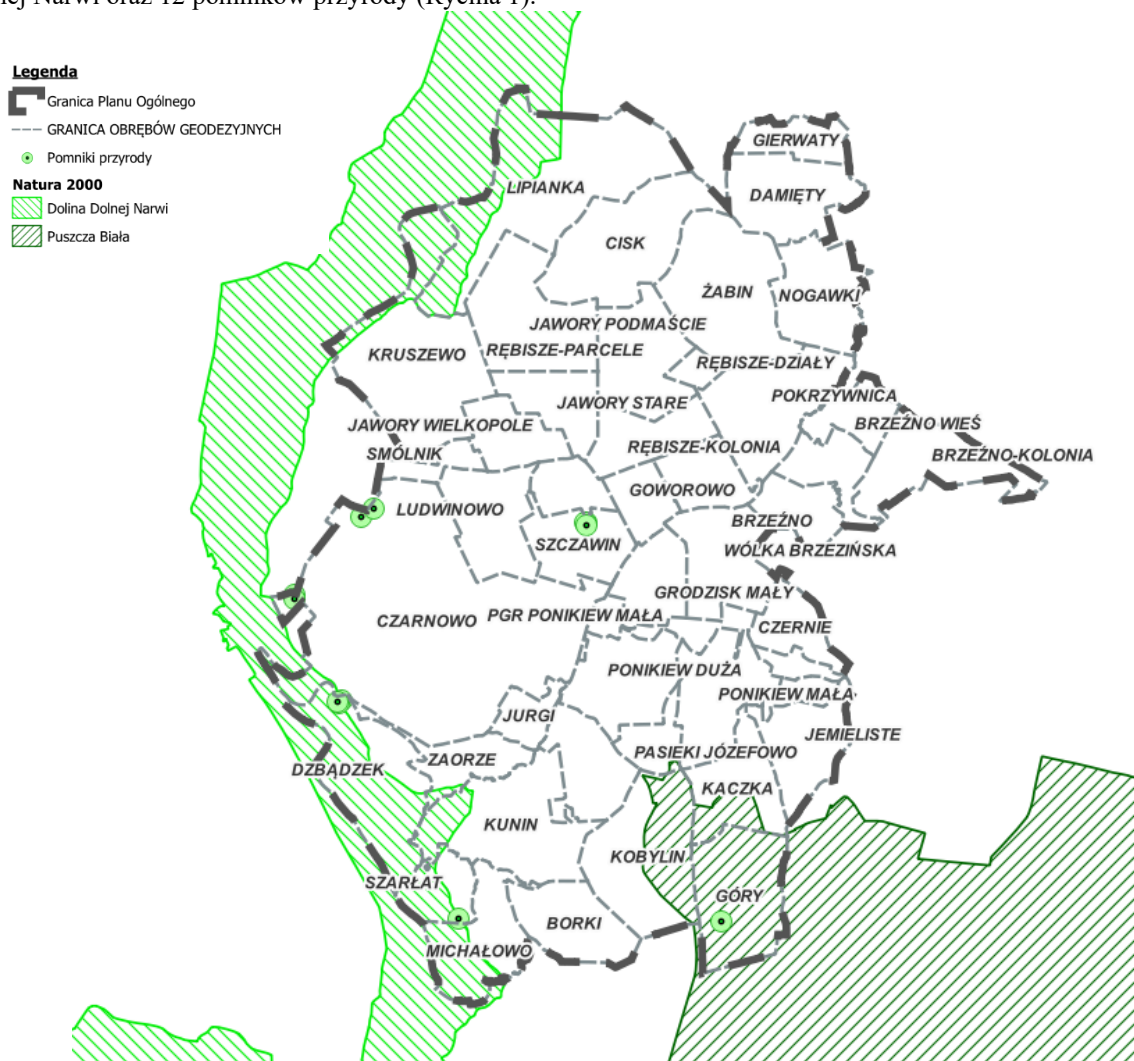 nej Narwi oraz 12 pomników przyrody (Rycina 1).
Legenda
Granica Planu Ogólnego
GRANICA OBRĘBÓW GEODEZYJNYCH
Pomniki przyrody
Natura 2000
Dolina Dolnej Narwi
Puszcza Biała
GIERWATY
LIPIANKA
DAMIĘTY
CISK
ŻABIN
NOGAWKI
JAWORY PODMAŚCIE
KRUSZEWO
RĘBISZE-PARCELE
RĘBISZE-DZIAŁY
POKRZYWNICA
JAWORY STARE
JAWORY WIELKOPOLE
BRZEŹNO WIEŚ
SMÓLNIK
RĘBISZE-KOLONIA
BRZEŹNO-KOLONIA
GOWOROWO
LUDWINOWO
BRZEŹNO
SZCZAWIN
WÓLKA BRZEZIŃSKA
GRODZISK MAŁY
CZARNOWO
PGR PONIKIEW MAŁA
CZERNIE
PONIKIEW DUŻA
PONIKIEW MAŁA
JURGI
JEMIELISTE
ZAORZE
PASIEKI JÓZEFOWO
DZBĄDZEK
KACZKA
KUNIN
KOBYLIN
SZARŁAT
GÓRY
BORKI
MICHAŁOWO